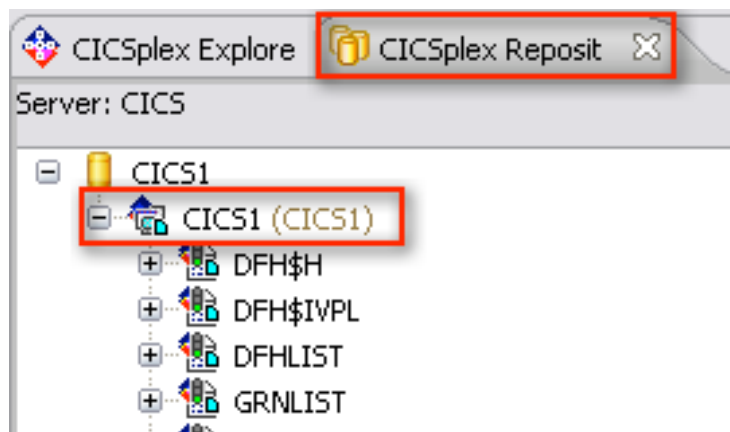 CICSplex Explore CICSplex Reposit
Server: CICS
CICS1
CICS1 (CICS1)
DFH$H
DFH$IVPL
DFHLIST
GRNLIST